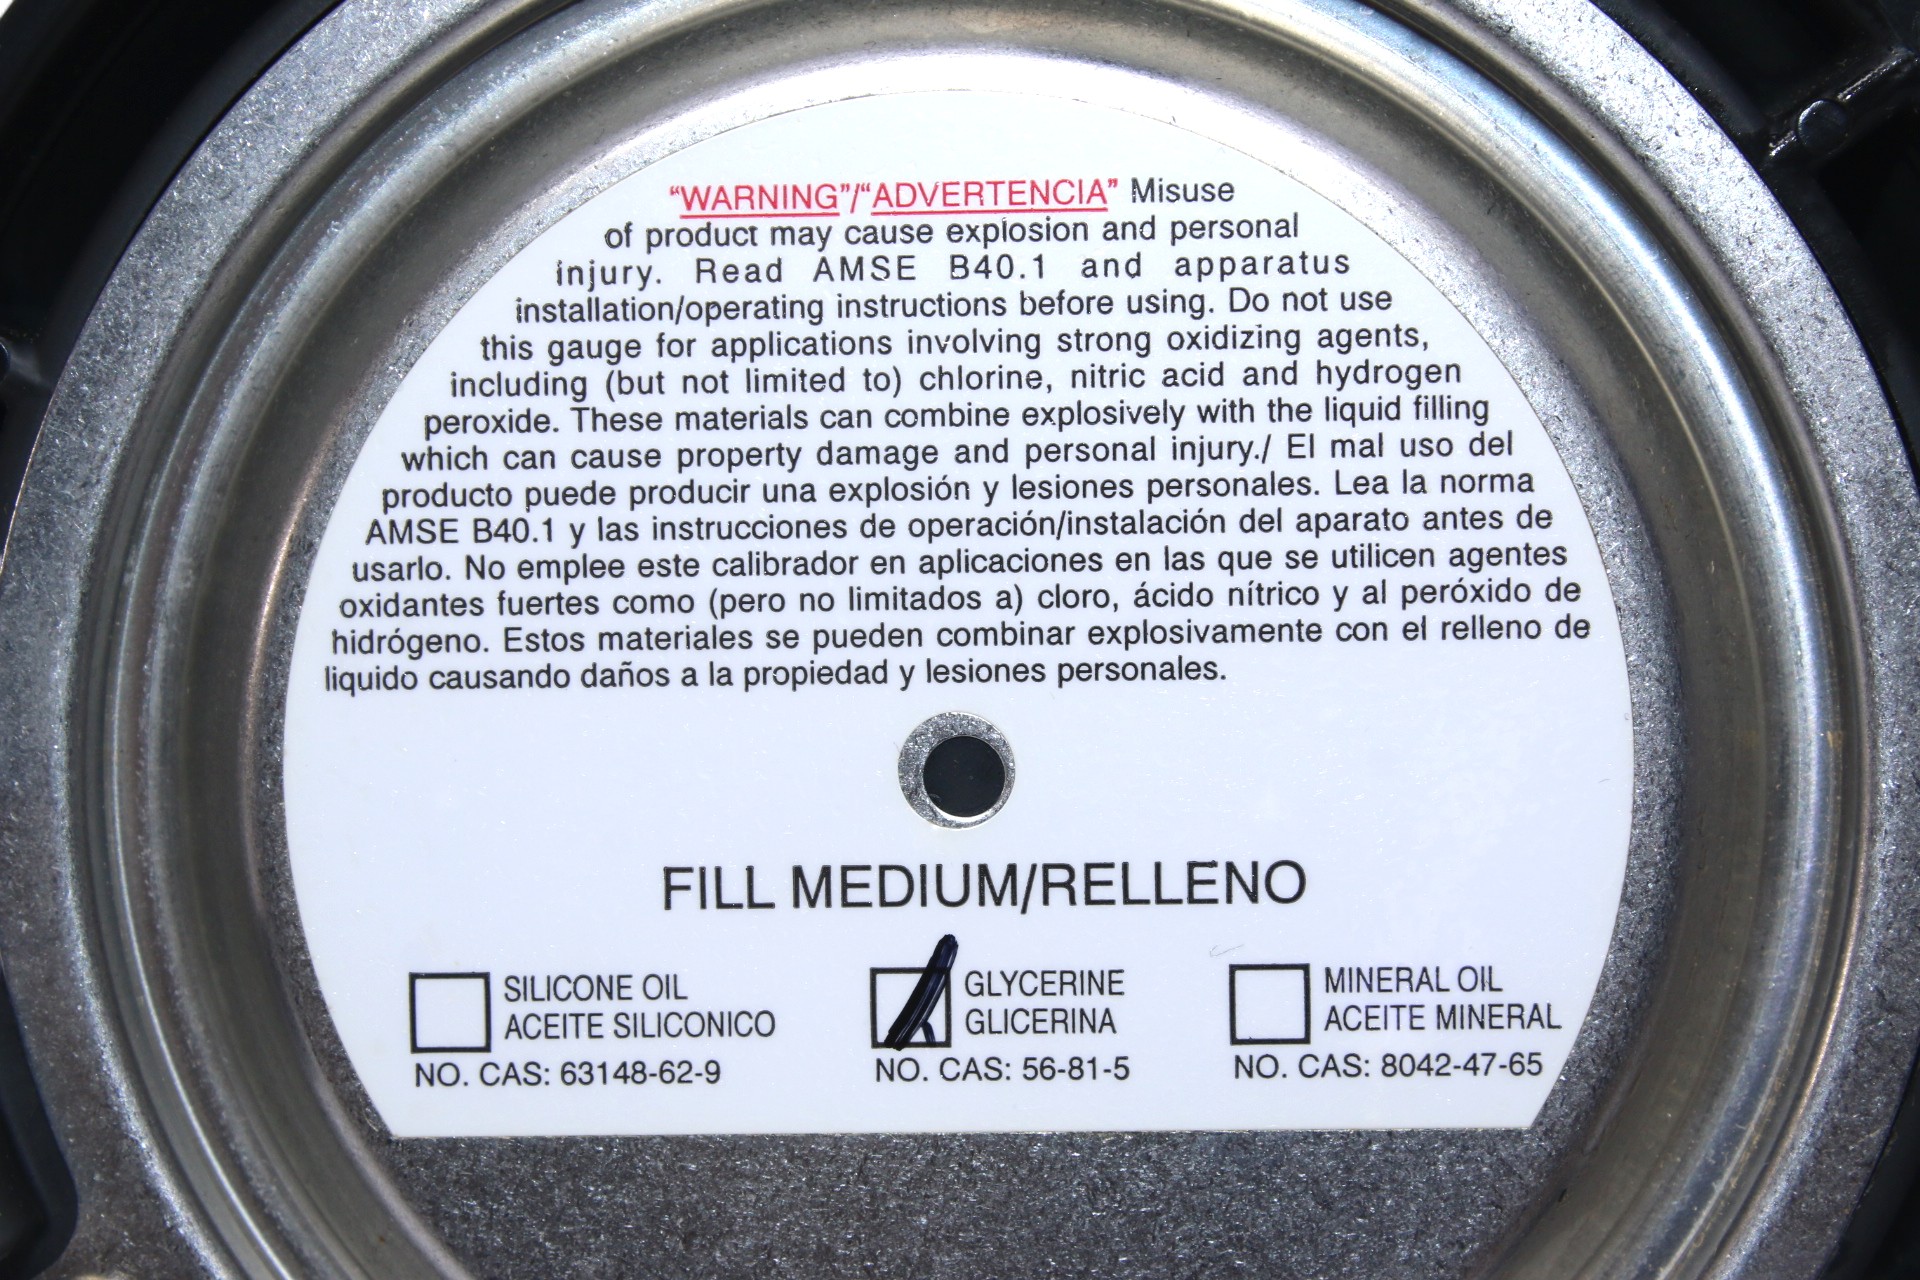 “WARNING”/“ADVERTENCIA” Misuse
of product may cause explosion and personal
injury. Read AMSE B40.1 and apparatus
installation/operating instructions before using. Do not use
this gauge for applications involving strong oxidizing agents,
including (but not limited to) chlorine, nitric acid and hydrogen
peroxide. These materials can combine explosively with the liquid filling
which can cause property damage and personal injury./ El mal uso del
producto puede producir una explosión y lesiones personales. Lea la norma
AMSE B40.1 y las instrucciones de operación/instalación del aparato antes de
usarlo. No emplee este calibrador en aplicaciones en las que se utilicen agentes
oxidantes fuertes como (pero no limitados a) cloro, ácido nítrico y al peróxido de
hidrógeno. Estos materiales se pueden combinar explosivamente con el relleno de
liquido causando daños a la propiedad y lesiones personales.
FILL MEDIUM/RELLENO
SILICONE OIL
ACEITE SILICONICO
NO. CAS: 63148-62-9
GLYCERINE
GLICERINA
NO. CAS: 56-81-5
MINERAL OIL
ACEITE MINERAL
NO. CAS: 8042-47-65